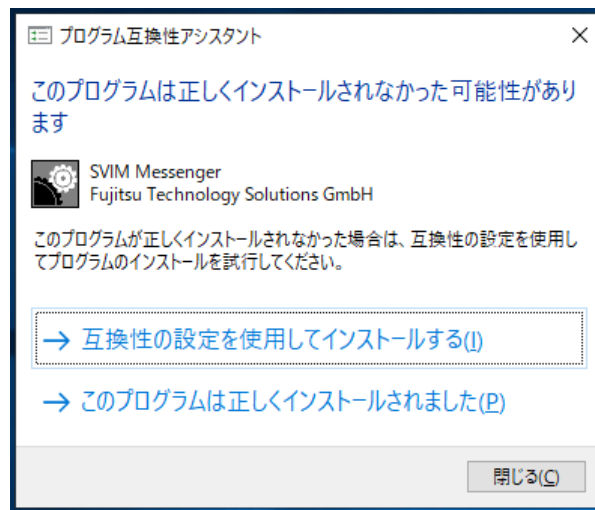 プログラム互換性アシスタント
このプログラムは正しくインストールされなかった可能性があり
ます
SVIM Messenger
Fujitsu Technology Solutions GmbH
このプログラムが正しくインストールされなかった場合は、互換性の設定を使用し
てプログラムのインストールを試行してください。
→ 互換性の設定を使用してインストールする(I)
→ このプログラムは正しくインストールされました(P)
閉じる(C)